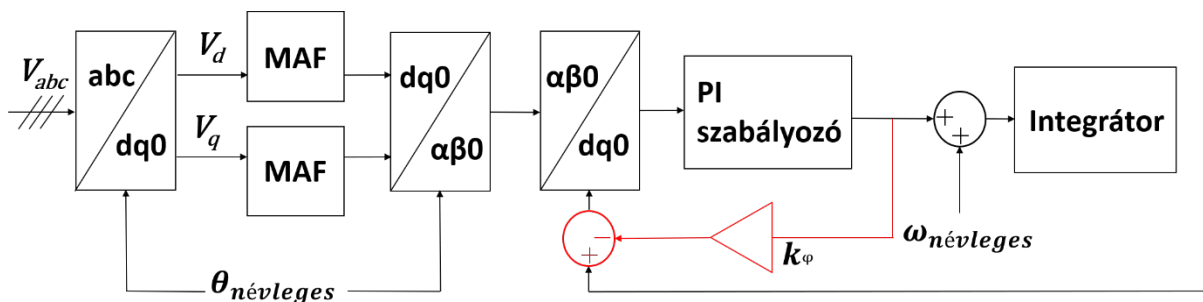 V_abc
abc
dq0
V_d
V_q
MAF
MAF
dq0
αβ0
αβ0
dq0
PI
szabályozó
+
+
Integrátor
ω_névleges
−
+
k_φ
θ_névleges